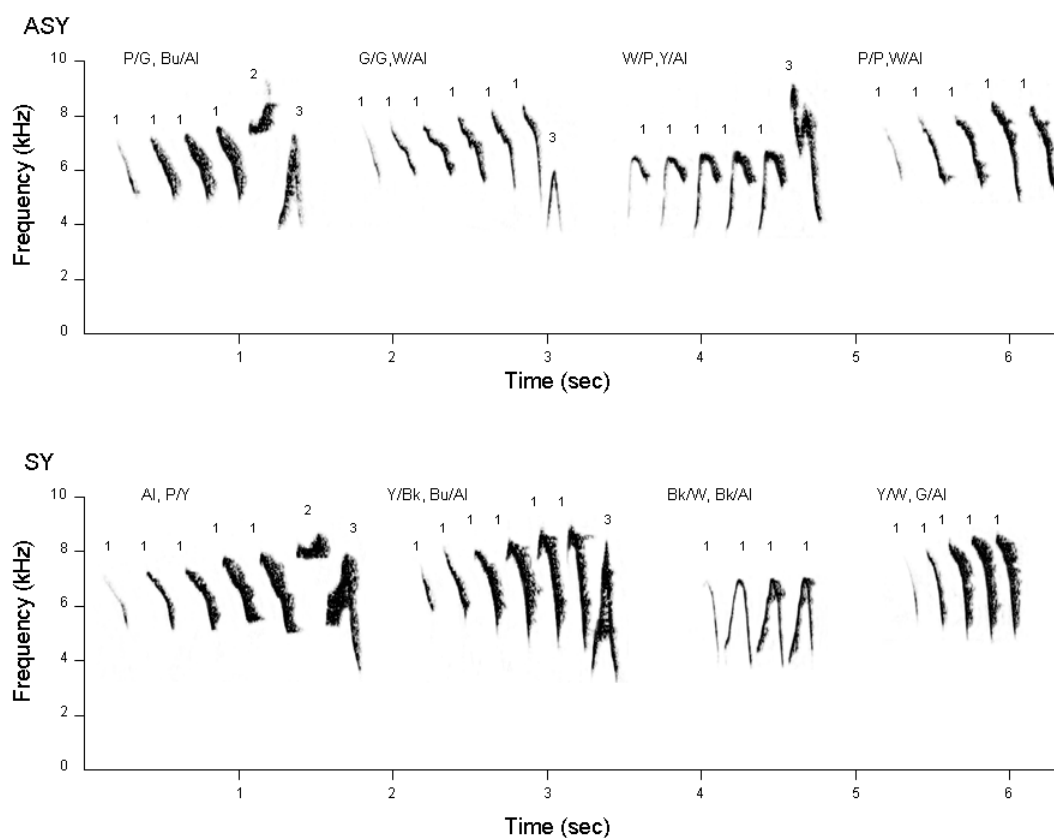 ASY
P/G, Bu/Al
1 1 1 1 2 3
G/G,W/Al
1 1 1 1 1 1 3
W/P,Y/Al
1 1 1 1 1 3
P/P,W/Al
1 1 1 1 1
Frequency (kHz)
10
8
6
4
2
0
1 2 3 4 5 6
Time (sec)
SY
Al, P/Y
1 1 1 1 1 2 3
Y/Bk, Bu/Al
1 1 1 1 1 1 3
Bk/W, Bk/Al
1 1 1 1
Y/W, G/Al
1 1 1 1 1
Frequency (kHz)
10
8
6
4
2
0
1 2 3 4 5 6
Time (sec)